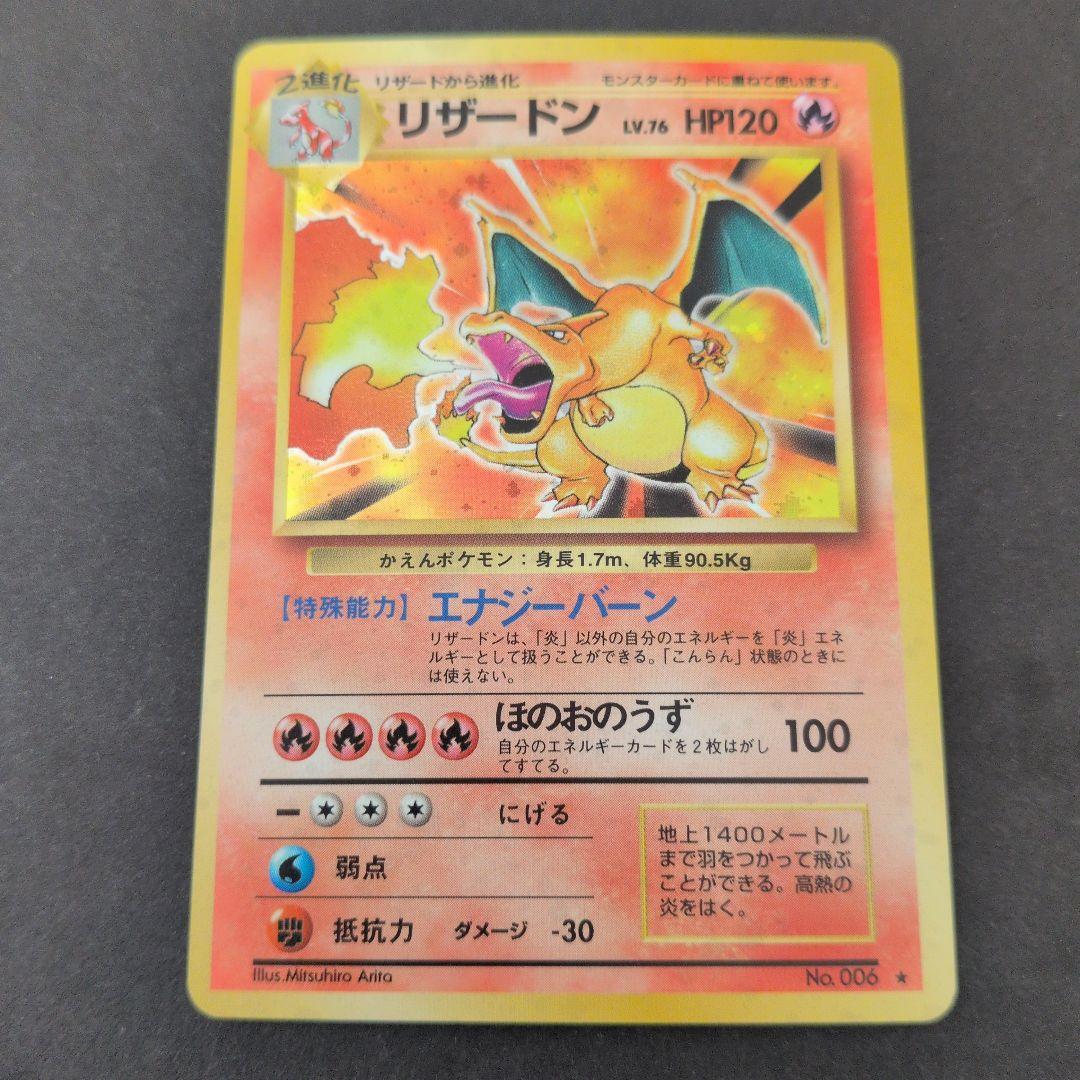 2進化 リザードから進化 モンスターカードに重ねて使います。
リザードン LV.76 HP120
かえんポケモン：身長1.7m、体重90.5Kg
【特殊能力】エナジーバーン
リザードンは、「炎」以外の自分のエネルギーを「炎」エネ
ルギーとして扱うことができる。「こんらん」状態のときに
は使えない。
ほのおのうず 100
自分のエネルギーカードを2枚はがし
てすてる。
にげる
弱点
抵抗力 ダメージ -30
地上1400メートル
まで羽をつかって飛ぶ
ことができる。高熱の
炎をはく。
Illus.Mitsuhiro Arita No. 006 ★